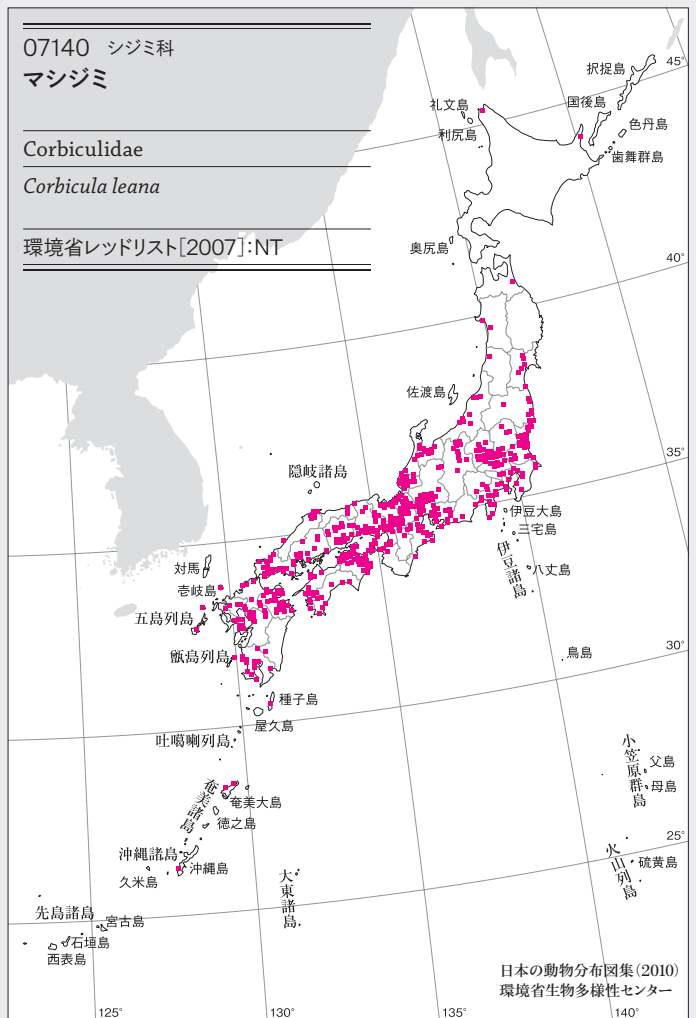 07140 シジミ科
マシジミ
Corbiculidae
Corbicula leana
環境省レッドリスト[2007]:NT
択捉島
45°
礼文島
国後島
色丹島
利尻島
歯舞群島
奥尻島
40°
佐渡島
35°
隠岐諸島
伊豆大島
三宅島
伊豆諸島
八丈島
対馬
壱岐島
五島列島
甑島列島
鳥島
30°
種子島
屋久島
吐噶喇列島
小笠原群島
父島
母島
奄美諸島
奄美大島
徳之島
25°
沖縄諸島
沖縄島
久米島
大東諸島
火山列島
硫黄島
先島諸島
宮古島
石垣島
西表島
日本の動物分布図集(2010)
環境省生物多様性センター
125°
130°
135°
140°